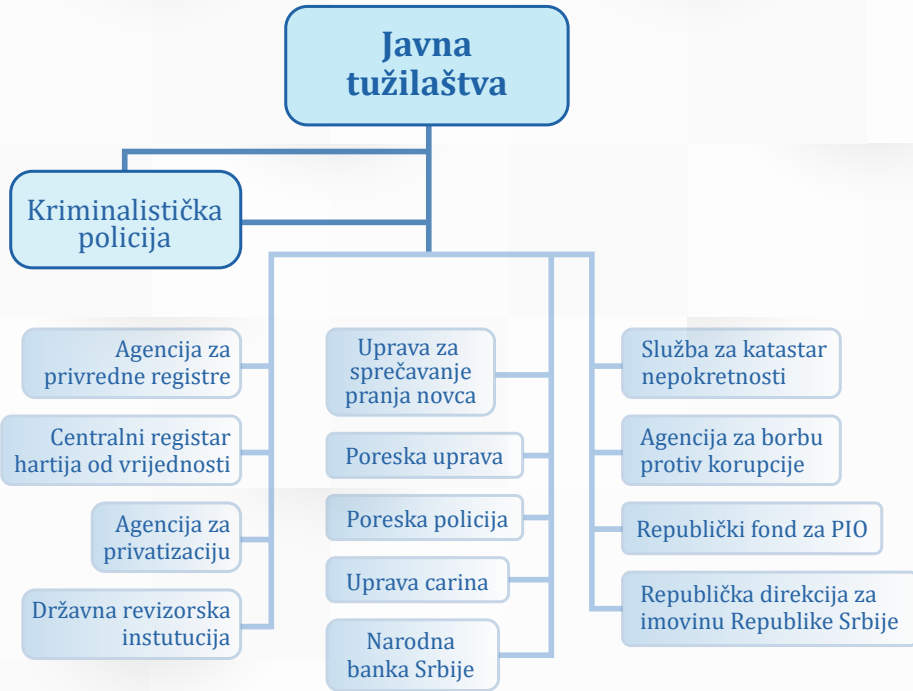 Javna
tužilaštva
Kriminalistička
policija
Agencija za
privredne registre
Centralni registar
hartija od vrijednosti
Agencija za
privatizaciju
Državna revizorska
instutucija
Uprava za
sprečavanje
pranja novca
Poreska uprava
Poreska policija
Uprava carina
Narodna
banka Srbije
Služba za katastar
nepokretnosti
Agencija za borbu
protiv korupcije
Republički fond za PIO
Republička direkcija za
imovinu Republike Srbije